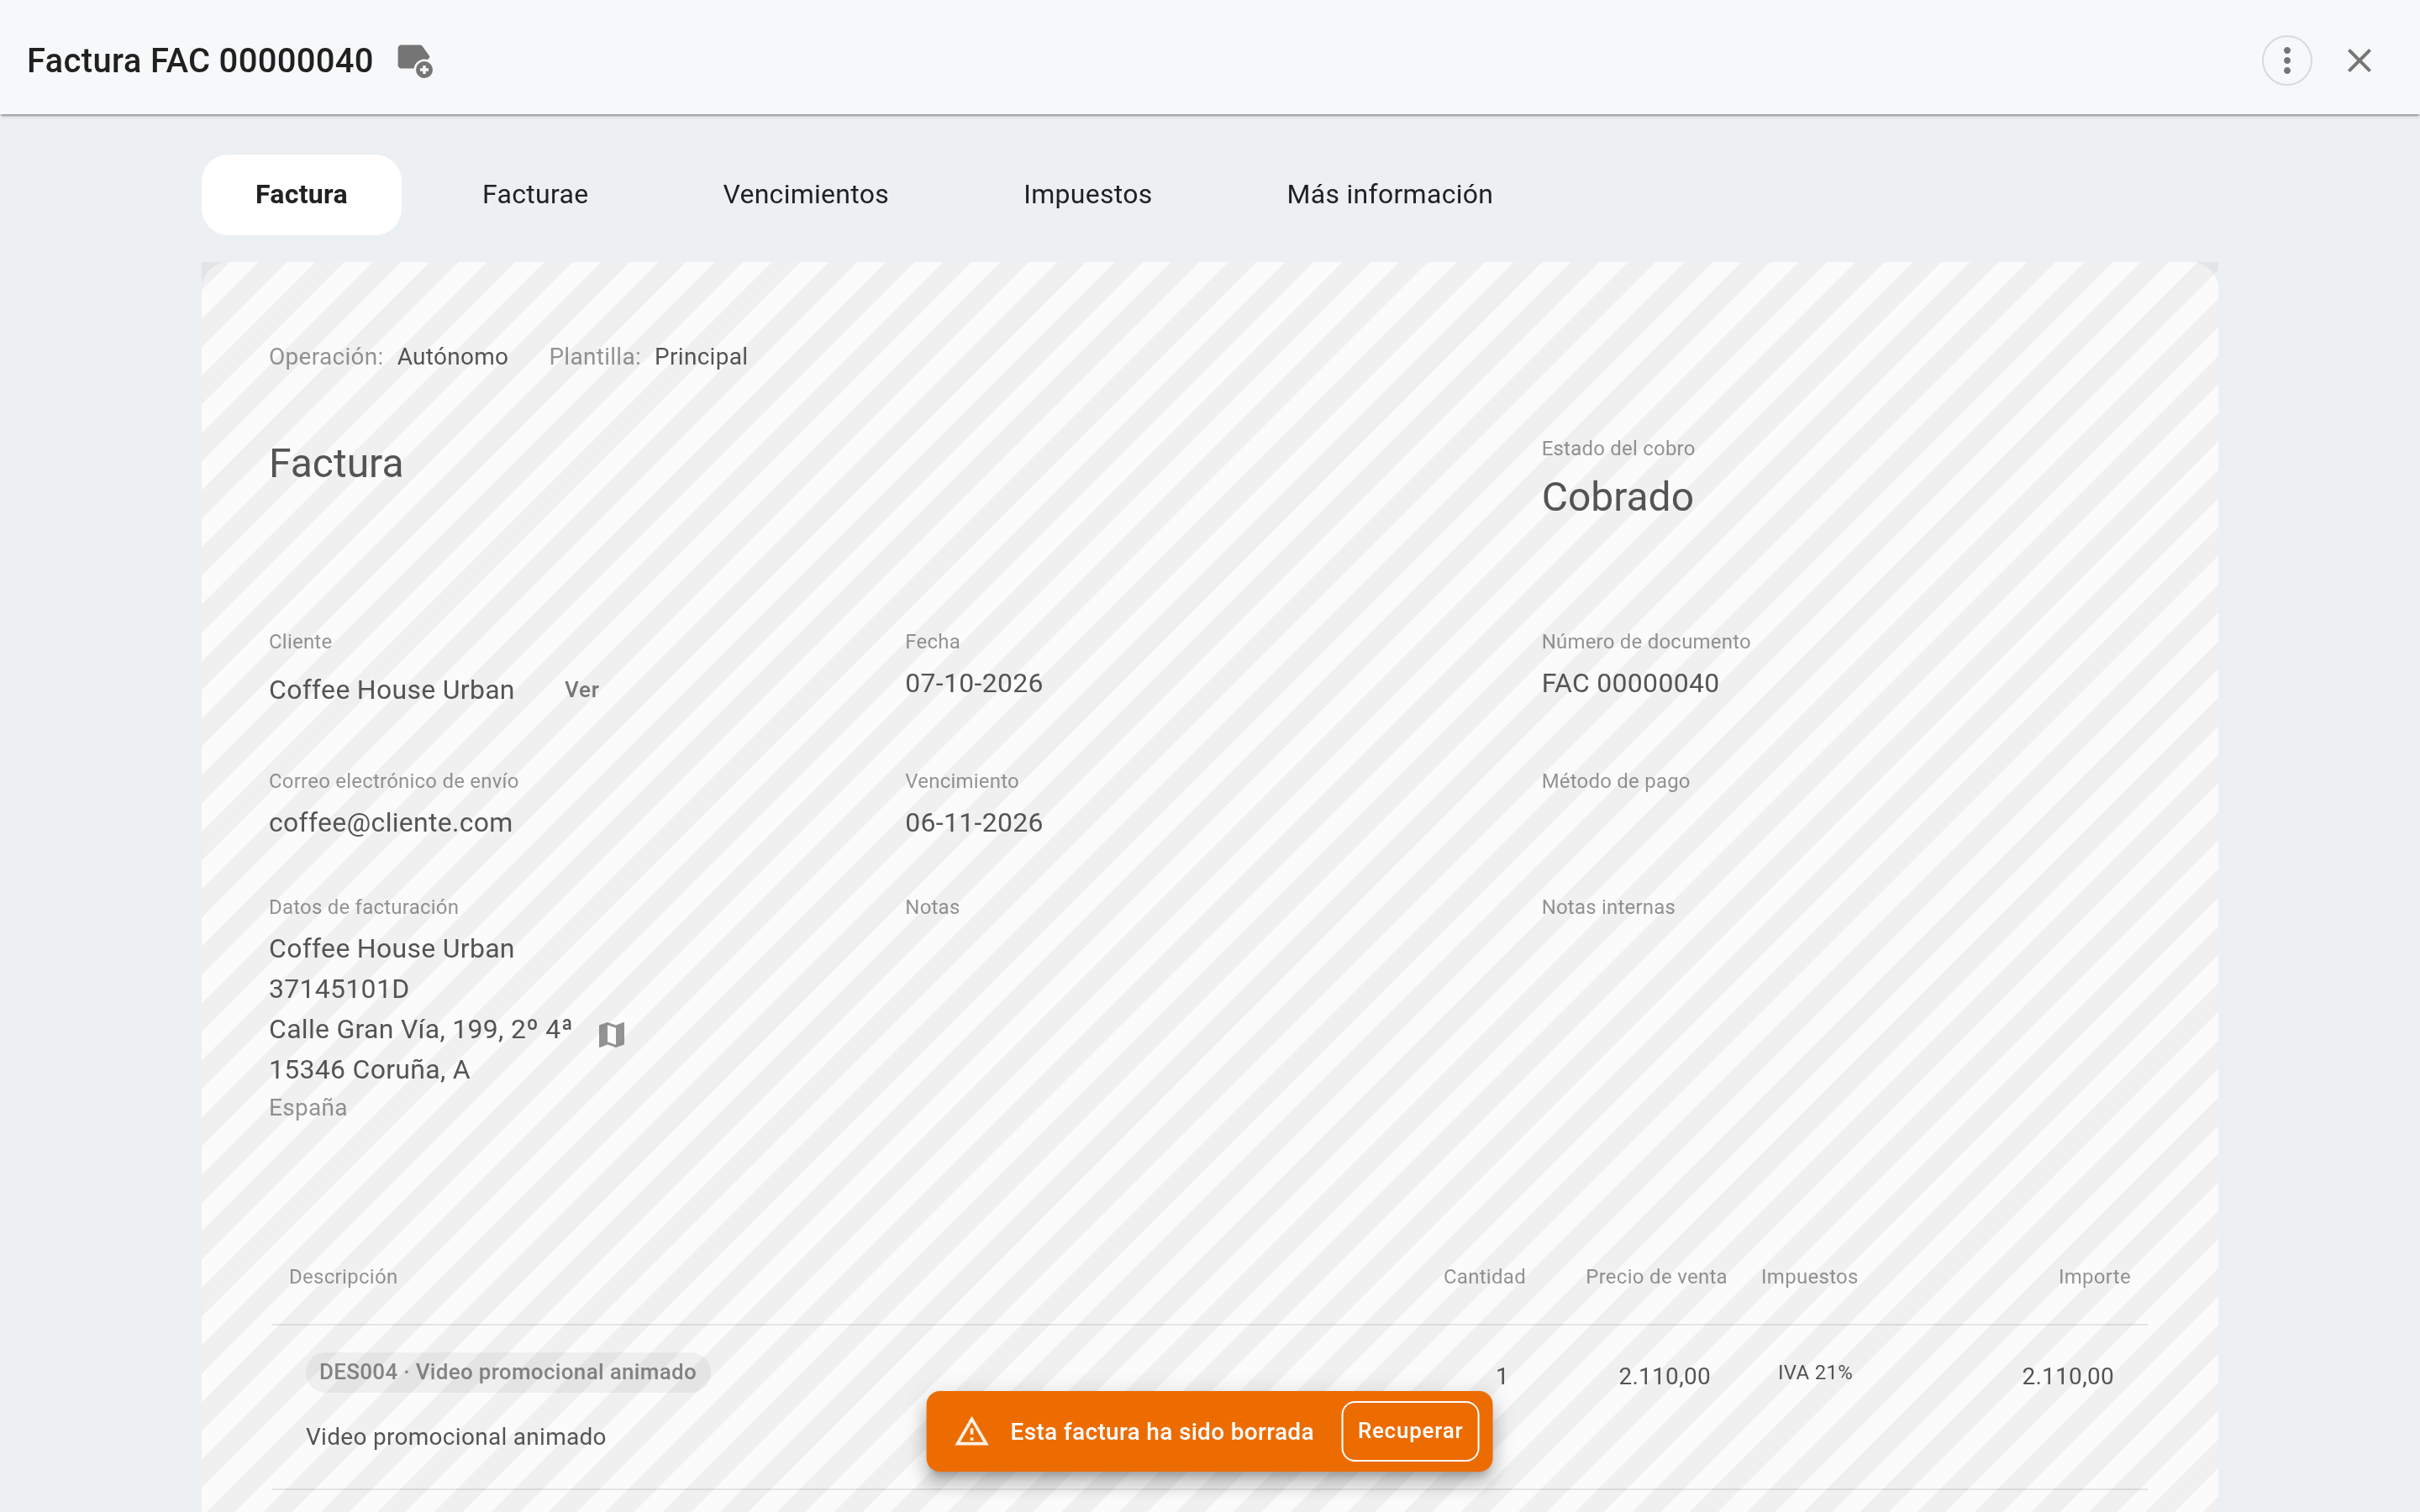 Factura FAC 00000040
Factura Facturae Vencimientos Impuestos Más información
Operación: Autónomo Plantilla: Principal
Factura
Estado del cobro
Cobrado
Cliente Fecha Número de documento
Coffee House Urban Ver 07-10-2026 FAC 00000040
Correo electrónico de envío Vencimiento Método de pago
coffee@cliente.com 06-11-2026
Datos de facturación Notas Notas internas
Coffee House Urban
37145101D
Calle Gran Vía, 199, 2º 4ª
15346 Coruña, A
España
Descripción Cantidad Precio de venta Impuestos Importe
DES004 · Video promocional animado 1 2.110,00 IVA 21% 2.110,00
Video promocional animado
Esta factura ha sido borrada Recuperar